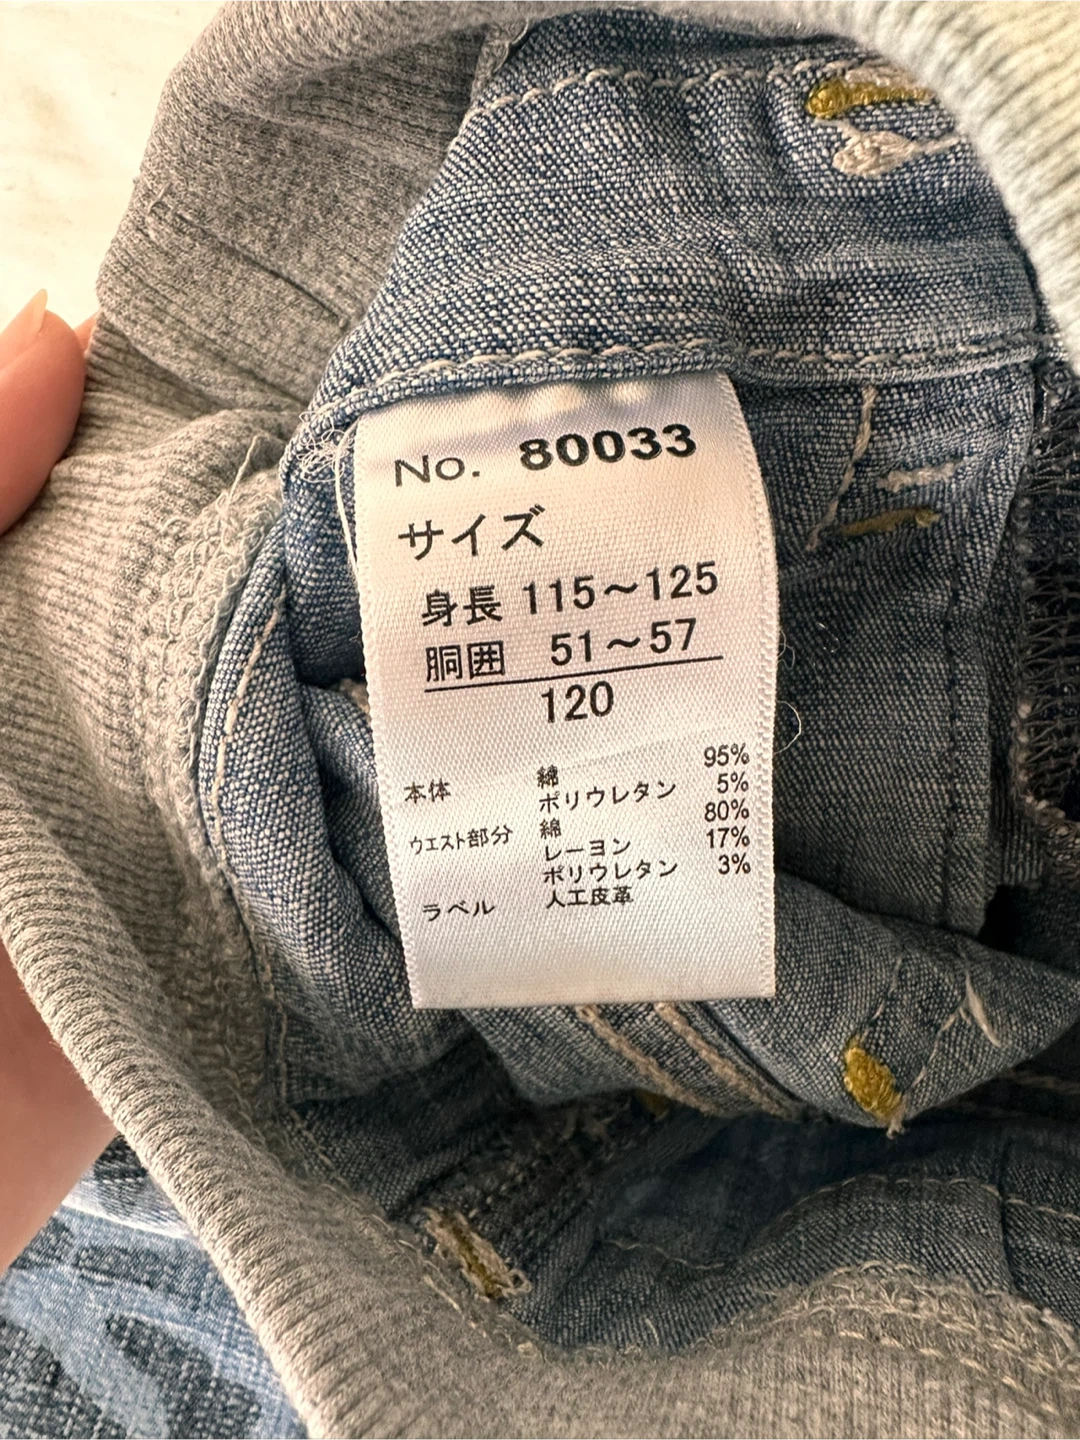 No. 80033
サイズ
身長 115～125
胴囲 51～57
120
本体 綿 95%
ポリウレタン 5%
ウエスト部分 綿 80%
レーヨン 17%
ポリウレタン 3%
ラベル 人工皮革